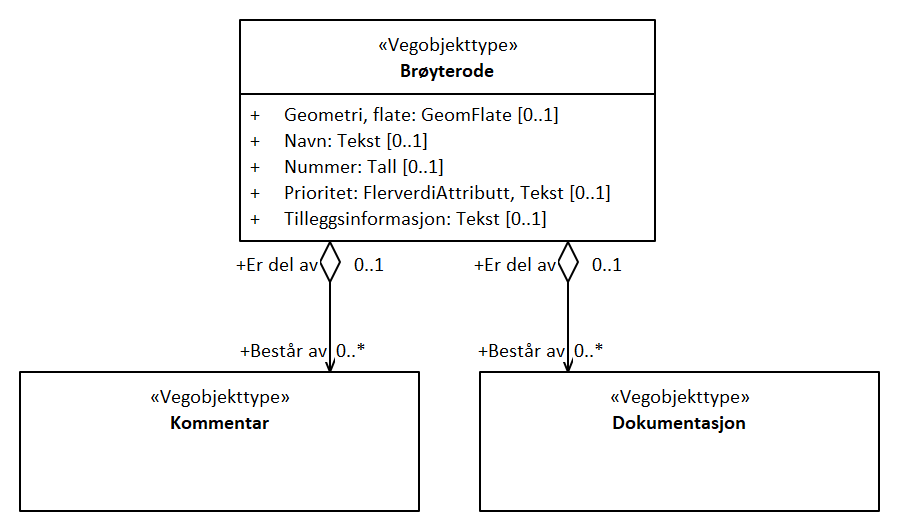 «Vegobjekttype»
Brøyterode
+ Geometri, flate: GeomFlate [0..1]
+ Navn: Tekst [0..1]
+ Nummer: Tall [0..1]
+ Prioritet: FlerverdiAttributt, Tekst [0..1]
+ Tilleggsinformasjon: Tekst [0..1]
+Er del av 0..1 +Er del av 0..1
+Består av 0..* +Består av 0..*
«Vegobjekttype» «Vegobjekttype»
Kommentar Dokumentasjon